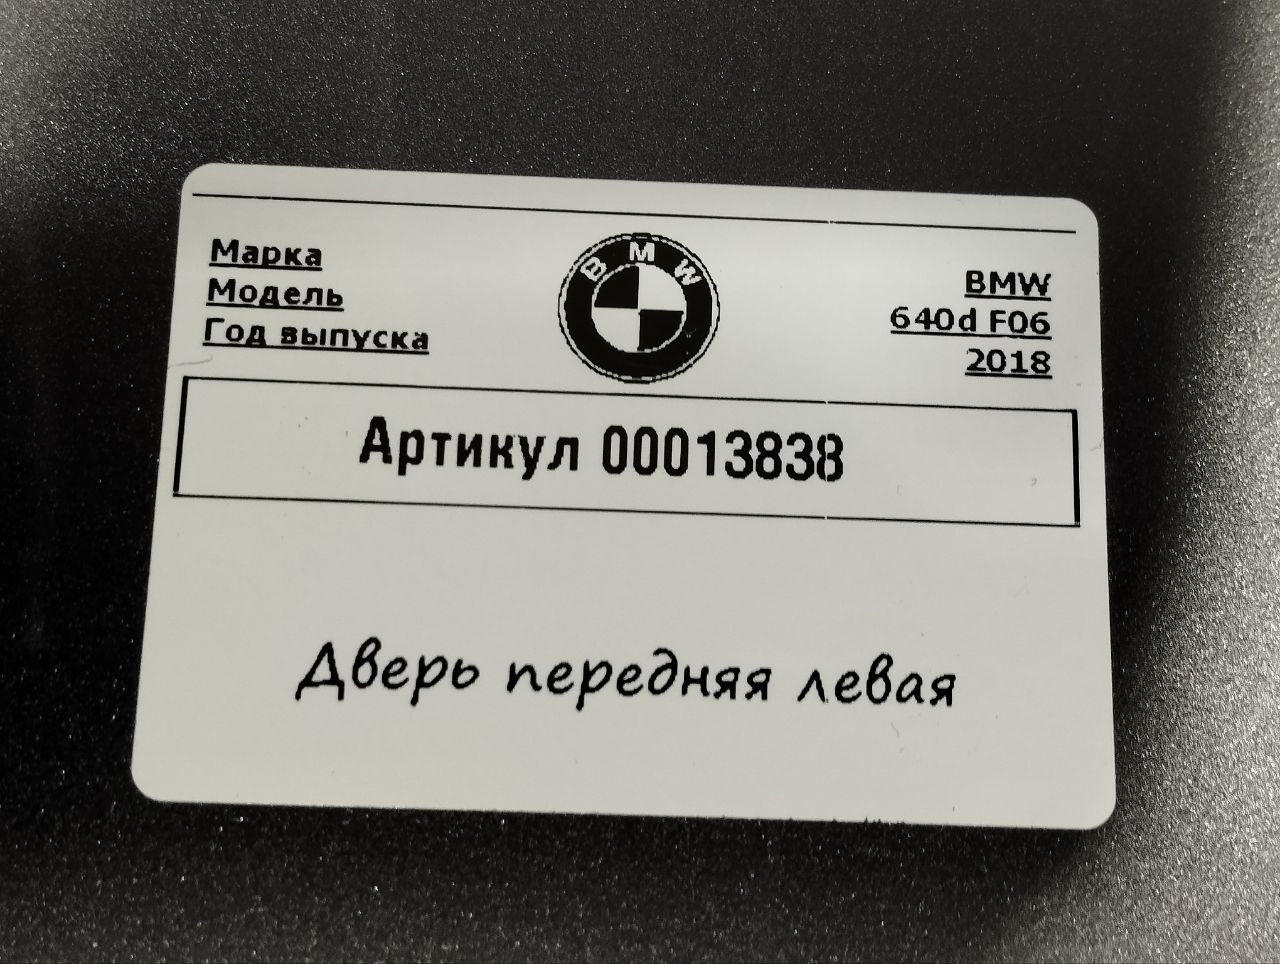 Марка BMW
Модель 640d F06
Год выпуска 2018
BMW
Артикул 00013838
Дверь передняя левая